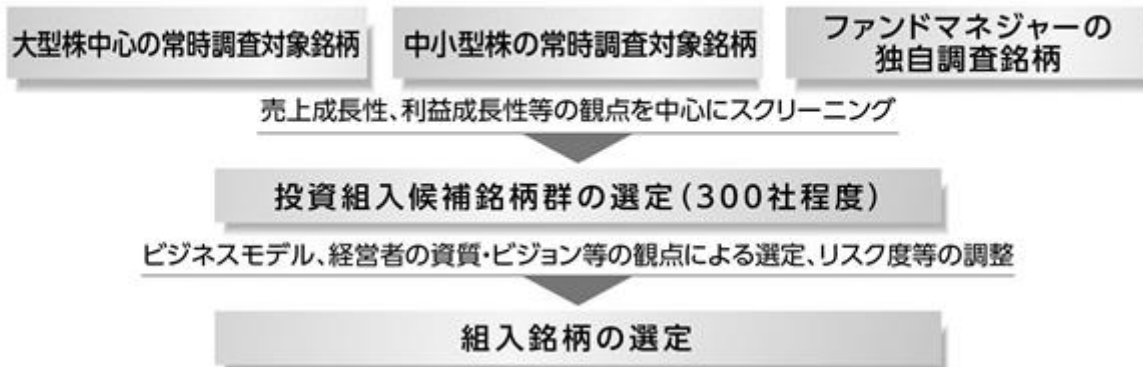 大型株中心の常時調査対象銘柄
中小型株の常時調査対象銘柄
ファンドマネジャーの
独自調査銘柄
売上成長性、利益成長性等の観点を中心にスクリーニング
投資組入候補銘柄群の選定(300社程度)
ビジネスモデル、経営者の資質・ビジョン等の観点による選定、リスク度等の調整
組入銘柄の選定